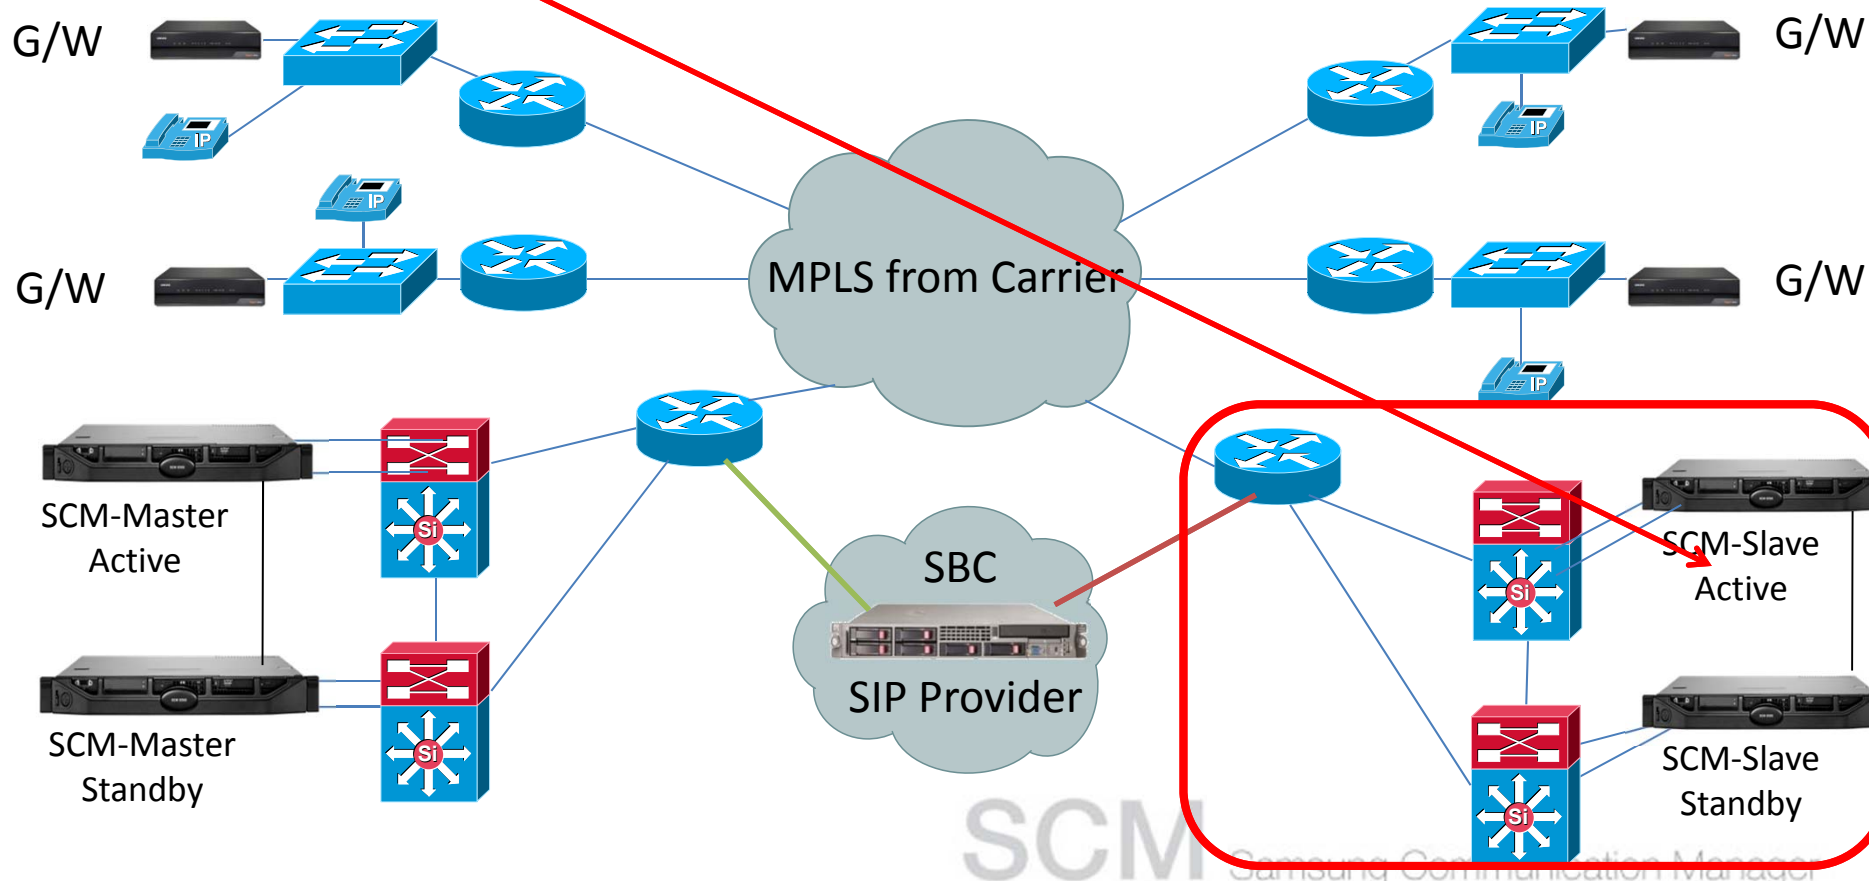 G/W
G/W
IP
IP
IP
G/W
MPLS from Carrier
G/W
IP
SCM-Master
Active
Si
SBC
SCM-Slave
Active
Si
SIP Provider
SCM-Master
Standby
Si
SCM-Slave
Standby
Si
SCM Samsung Communication Manager